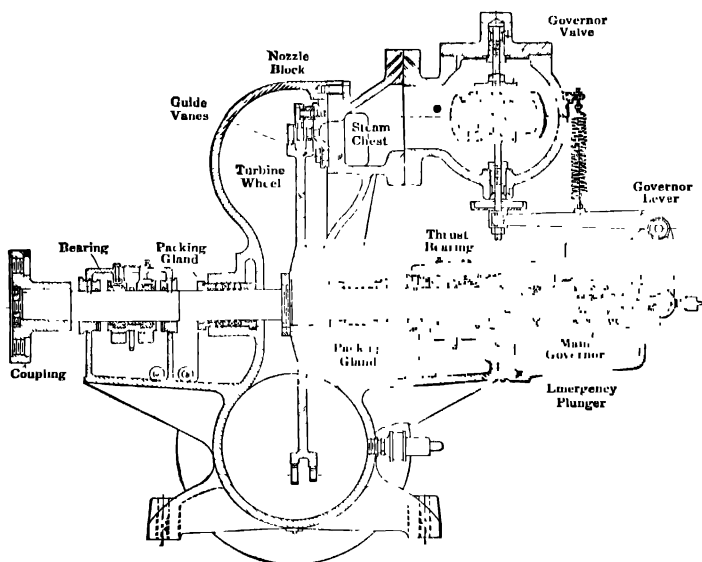 Governor
Valve
Nozzle
Block
Guide
Vanes
Steam
Chest
Turbine
Wheel
Governor
Lever
Thrust
Bearing
Bearing
Packing
Gland
Packing
Gland
Main
Governor
Coupling
Emergency
Plunger